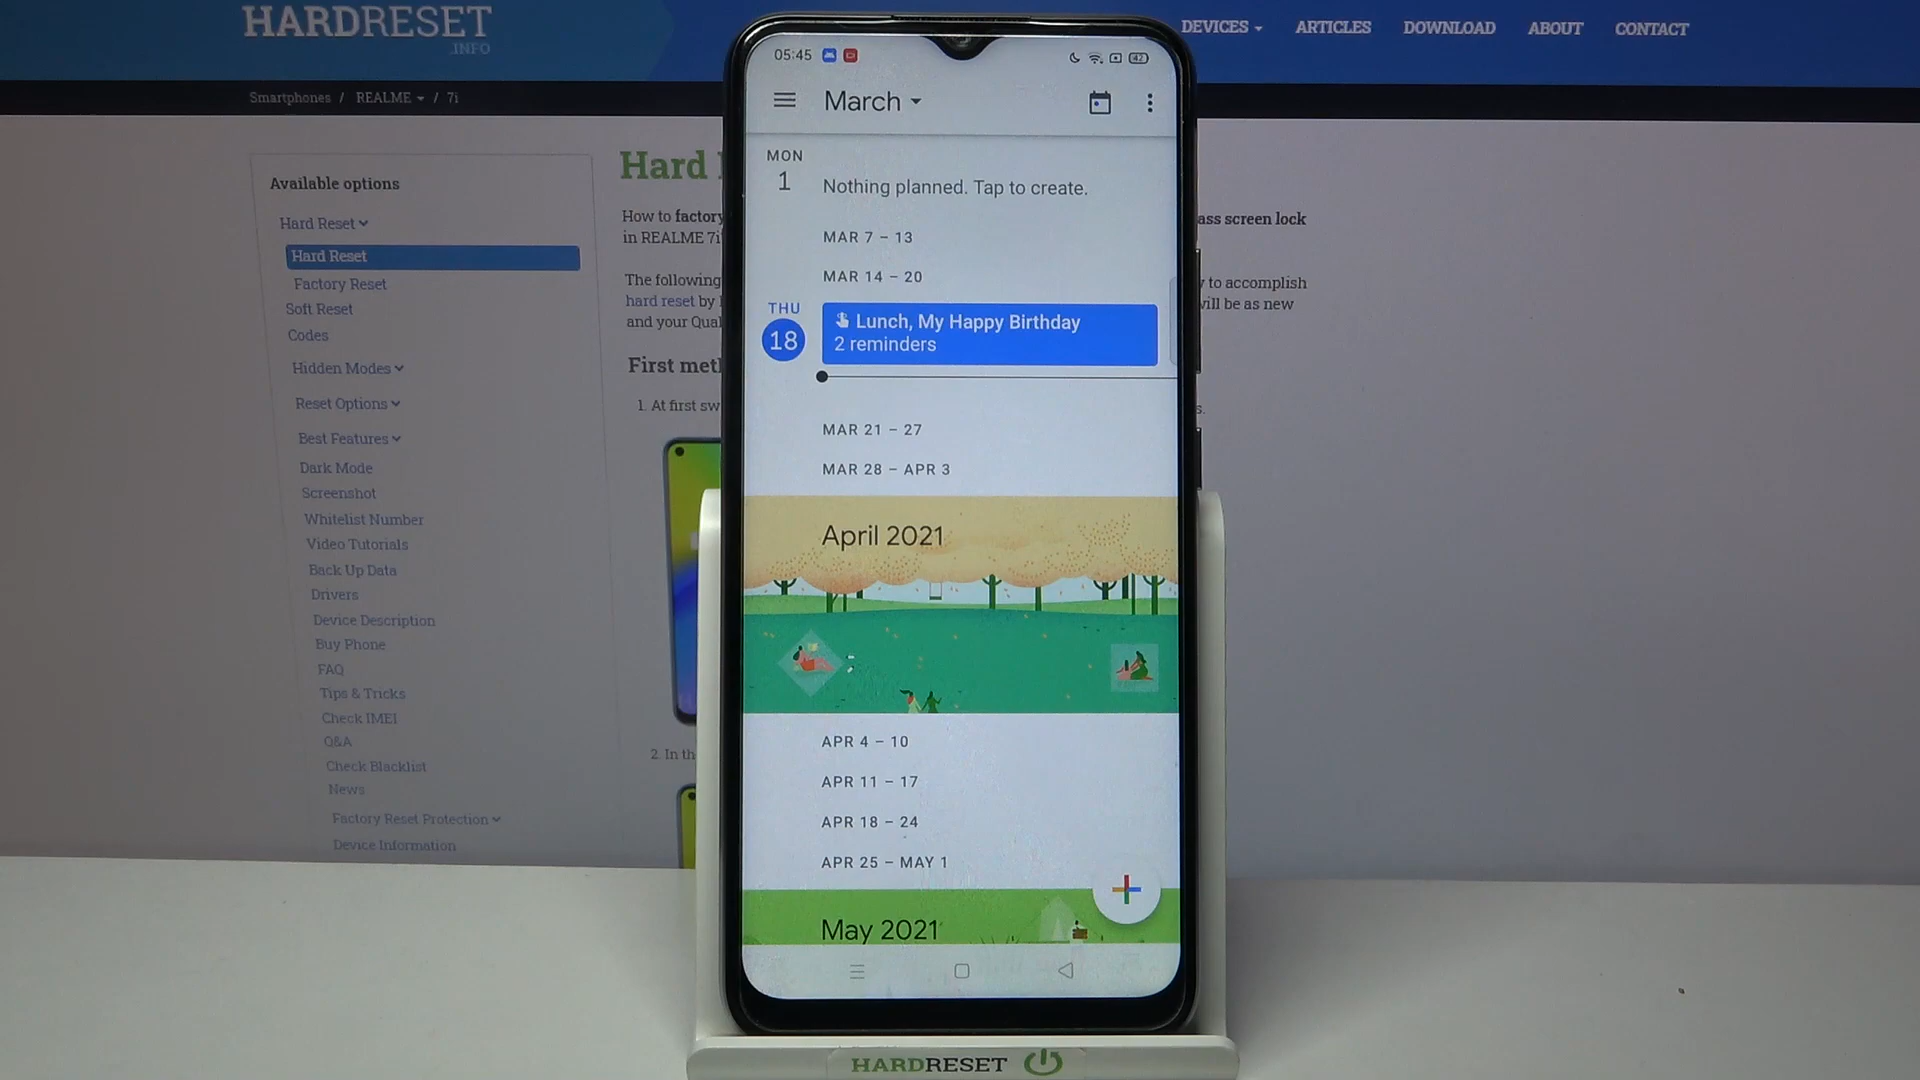 HARDRESET
.INFO
DEVICES
ARTICLES
DOWNLOAD
ABOUT
CONTACT
Smartphones / REALME / 7i
Available options
Hard Reset
Hard Reset
Factory Reset
Soft Reset
Codes
Hidden Modes
Reset Options
Best Features
Dark Mode
Screenshot
Whitelist Number
Video Tutorials
Back Up Data
Drivers
Device Description
Buy Phone
FAQ
Tips & Tricks
Check IMEI
Q&A
Check Blacklist
News
Factory Reset Protection
Device Information
Hard
How to factory
in REALME 7i
The following
hard reset by
and your Qual
First met
1. At first sw
2. In th
ass screen lock
to accomplish
will be as new
s.
05:45
42
March
MON
1
Nothing planned. Tap to create.
MAR 7 – 13
MAR 14 – 20
THU
18
Lunch, My Happy Birthday
2 reminders
MAR 21 – 27
MAR 28 – APR 3
April 2021
APR 4 – 10
APR 11 – 17
APR 18 – 24
APR 25 – MAY 1
May 2021
HARDRESET